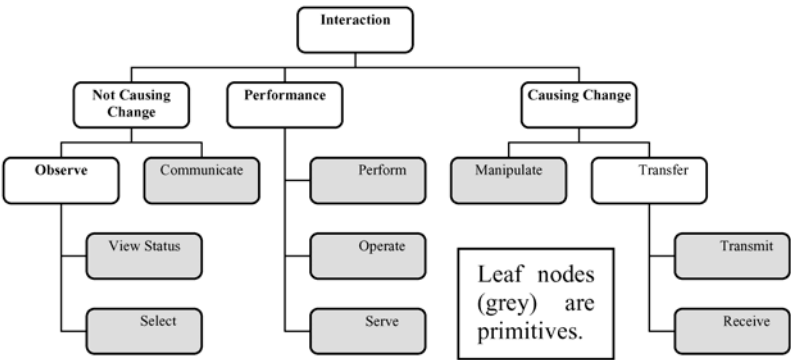 Interaction
Not Causing
Change
Performance
Causing Change
Observe
Communicate
Perform
Manipulate
Transfer
View Status
Operate
Transmit
Select
Serve
Receive
Leaf nodes
(grey) are
primitives.